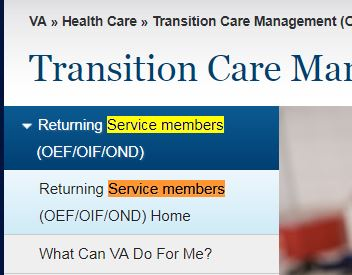 VA » Health Care » Transition Care Management (
Transition Care Ma
Returning Service members
(OEF/OIF/OND)
Returning Service members
(OEF/OIF/OND) Home
What Can VA Do For Me?